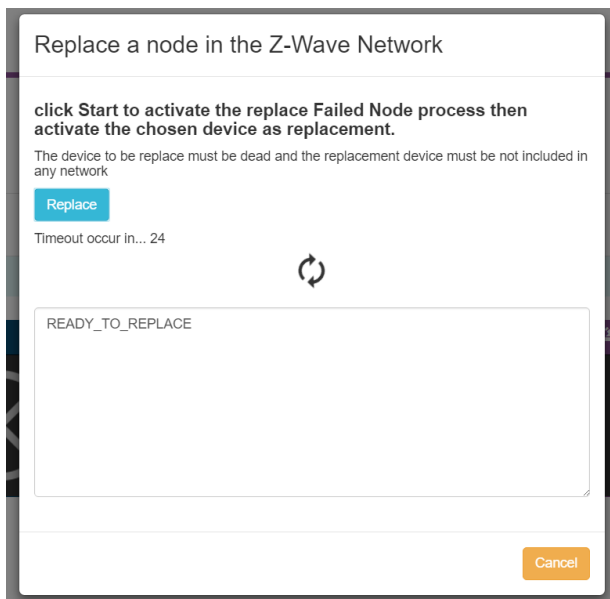 Replace a node in the Z-Wave Network
click Start to activate the replace Failed Node process then
activate the chosen device as replacement.
The device to be replace must be dead and the replacement device must be not included in
any network
Replace
Timeout occur in... 24
READY_TO_REPLACE
Cancel